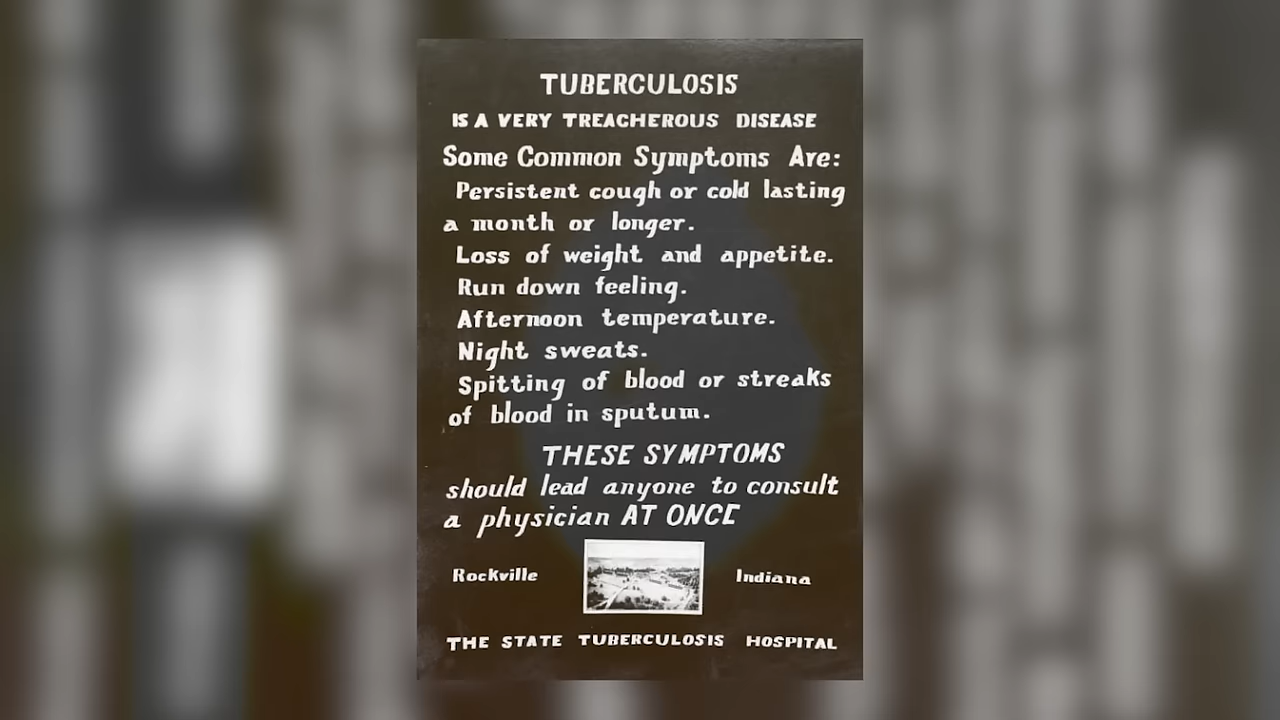 TUBERCULOSIS
IS A VERY TREACHEROUS DISEASE
Some Common Symptoms Are:
Persistent cough or cold lasting
a month or longer.
Loss of weight and appetite.
Run down feeling.
Afternoon temperature.
Night sweats.
Spitting of blood or streaks
of blood in sputum.
THESE SYMPTOMS
should lead anyone to consult
a physician AT ONCE
Rockville Indiana
THE STATE TUBERCULOSIS HOSPITAL